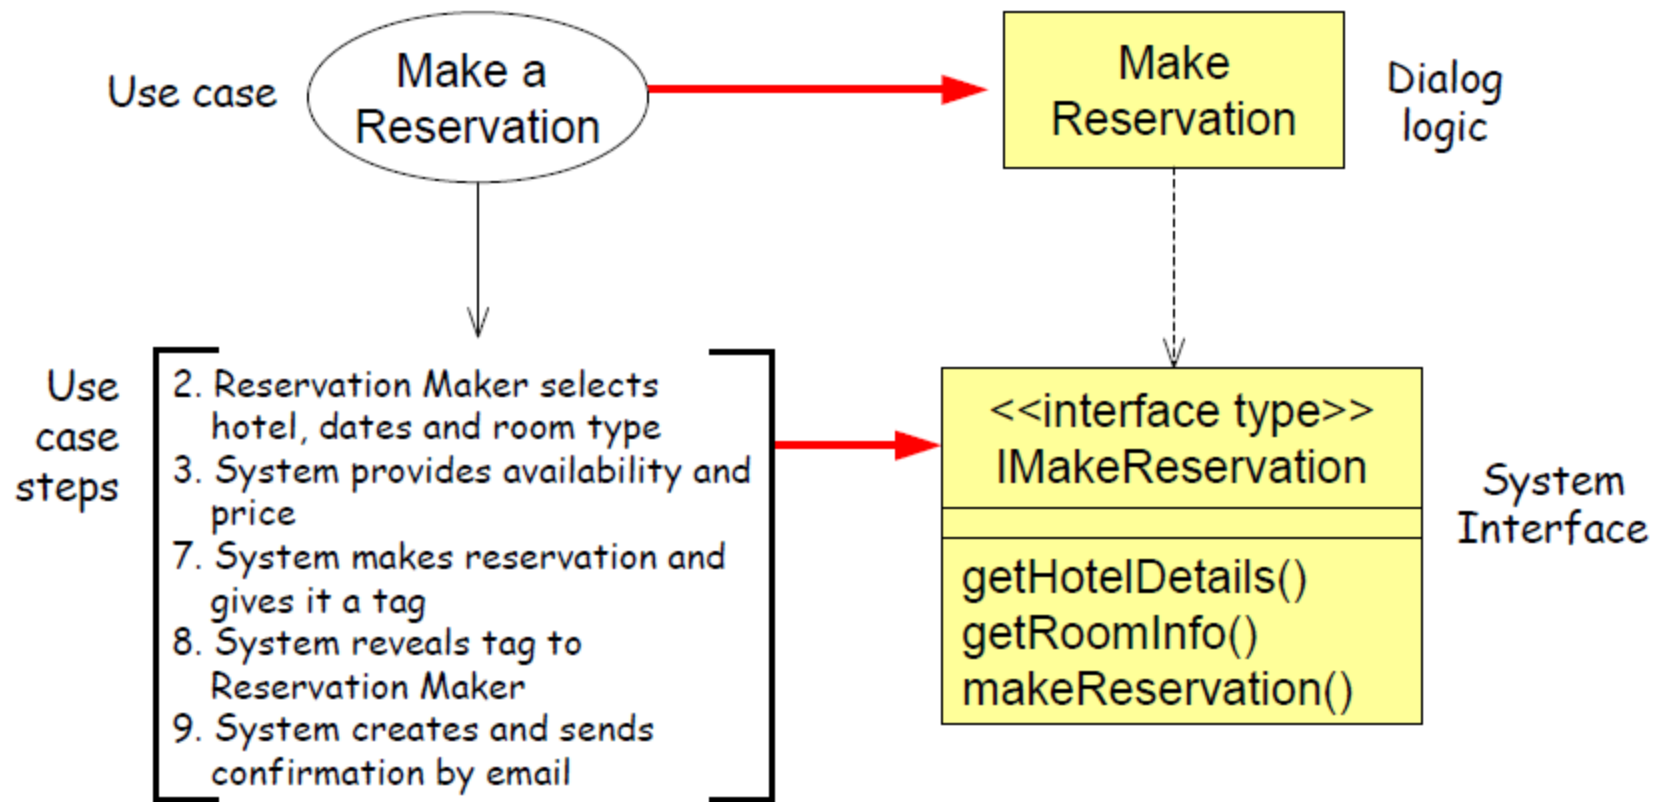 Use case
Make a
Reservation
Make
Reservation
Dialog
logic
Use
case
steps
2. Reservation Maker selects
hotel, dates and room type
3. System provides availability and
price
7. System makes reservation and
gives it a tag
8. System reveals tag to
Reservation Maker
9. System creates and sends
confirmation by email
<<interface type>>
IMakeReservation
getHotelDetails()
getRoomInfo()
makeReservation()
System
Interface